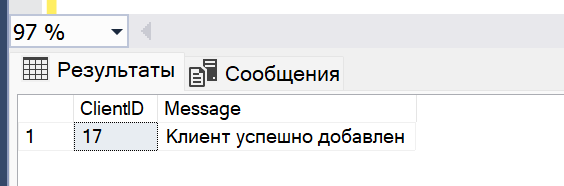 97 %
Результаты Сообщения
ClientID Message
1 17 Клиент успешно добавлен